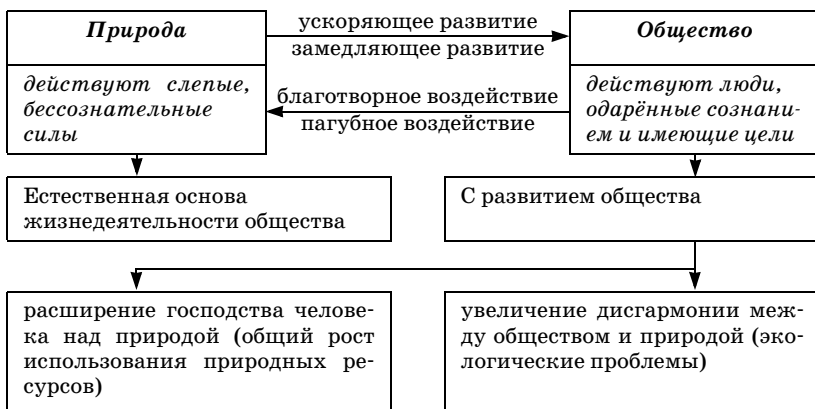 Природа
ускоряющее развитие
замедляющее развитие
Общество
действуют слепые,
бессознательные
силы
благотворное воздействие
пагубное воздействие
действуют люди,
одарённые сознани-
ем и имеющие цели
Естественная основа
жизнедеятельности общества
С развитием общества
расширение господства челове-
ка над природой (общий рост
использования природных ре-
сурсов)
увеличение дисгармонии меж-
ду обществом и природой (эко-
логические проблемы)